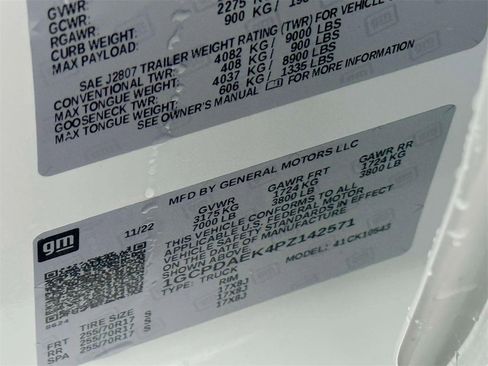 GVWR:
GCWR:
RGAWR:
CURB WEIGHT: 2275 KG
MAX PAYLOAD: 900 KG /
SAE J2807 TRAILER WEIGHT RATING (TWR) FOR VEHICLE
CONVENTIONAL TWR: 4082 KG / 9000 LBS
MAX TONGUE WEIGHT: 408 KG / 900 LBS
GOOSENECK TWR: 4037 KG / 8900 LBS
MAX TONGUE WEIGHT: 606 KG / 1335 LBS
SEE OWNER'S MANUAL FOR MORE INFORMATION
gm
MFD BY GENERAL MOTORS LLC
11/22 GVWR GAWR FRT GAWR RR
3175 KG 1724 KG 1724 KG
7000 LB 3800 LB 3800 LB
THIS VEHICLE CONFORMS TO ALL
APPLICABLE U.S. FEDERAL MOTOR VEHICLE
SAFETY STANDARDS IN EFFECT
ON THE DATE OF MANUFACTURE
SHOWN ABOVE.
1GCPDAEK4PZ142571
TYPE: TRUCK MODEL: 41CK10543
8624
TIRE SIZE RIM
FRT 255/70R17 S 17X8J
RR 255/70R17 S 17X8J
SPA 255/70R17 S 17X8J